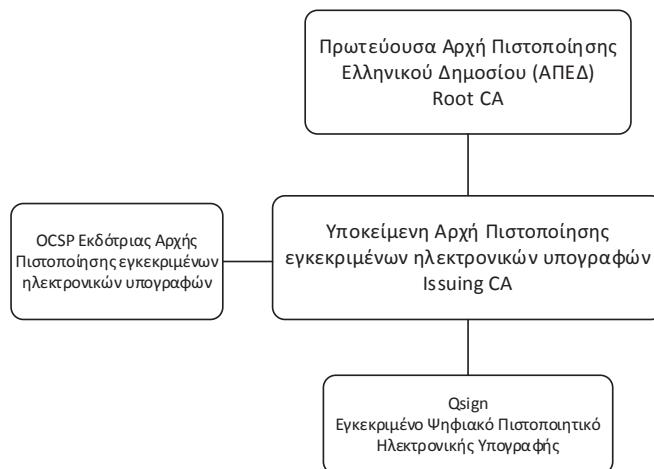 Πρωτεύουσα Αρχή Πιστοποίησης
Ελληνικού Δημοσίου (ΑΠΕΔ)
Root CA
OCSP Εκδότριας Αρχής
Πιστοποίησης εγκεκριμένων
ηλεκτρονικών υπογραφών
Υποκείμενη Αρχή Πιστοποίησης
εγκεκριμένων ηλεκτρονικών υπογραφών
Issuing CA
Qsign
Εγκεκριμένο Ψηφιακό Πιστοποιητικό
Ηλεκτρονικής Υπογραφής